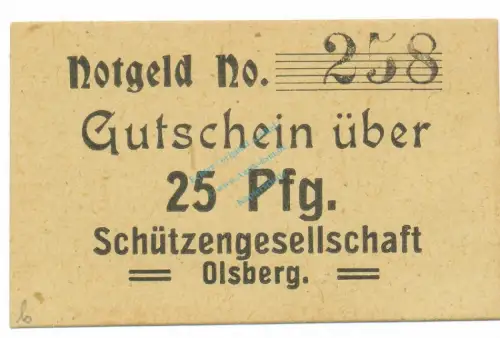 Notgeld No. 258
Gutschein über
25 Pfg.
Schützengesellschaft
Olsberg.
b